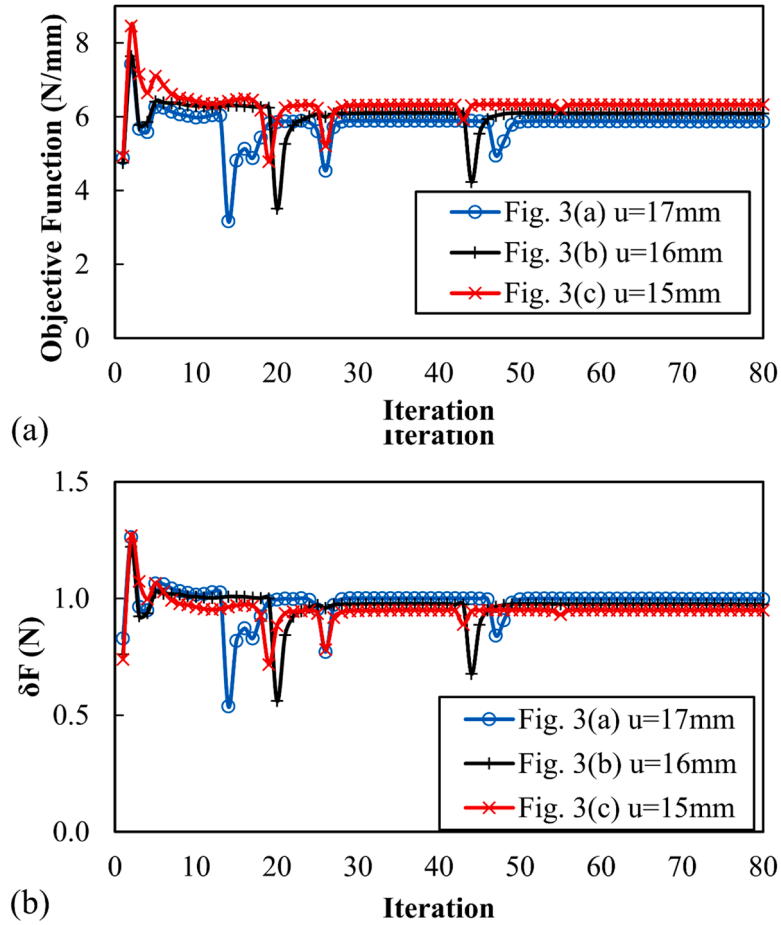 Objective Function (N/mm)
8
6
4
2
0
Fig. 3(a) u=17mm
Fig. 3(b) u=16mm
Fig. 3(c) u=15mm
0 10 20 30 40 50 60 70 80
Iteration
(a)
Iteration
δF (N)
1.5
1.0
0.5
0.0
Fig. 3(a) u=17mm
Fig. 3(b) u=16mm
Fig. 3(c) u=15mm
0 10 20 30 40 50 60 70 80
(b)
Iteration